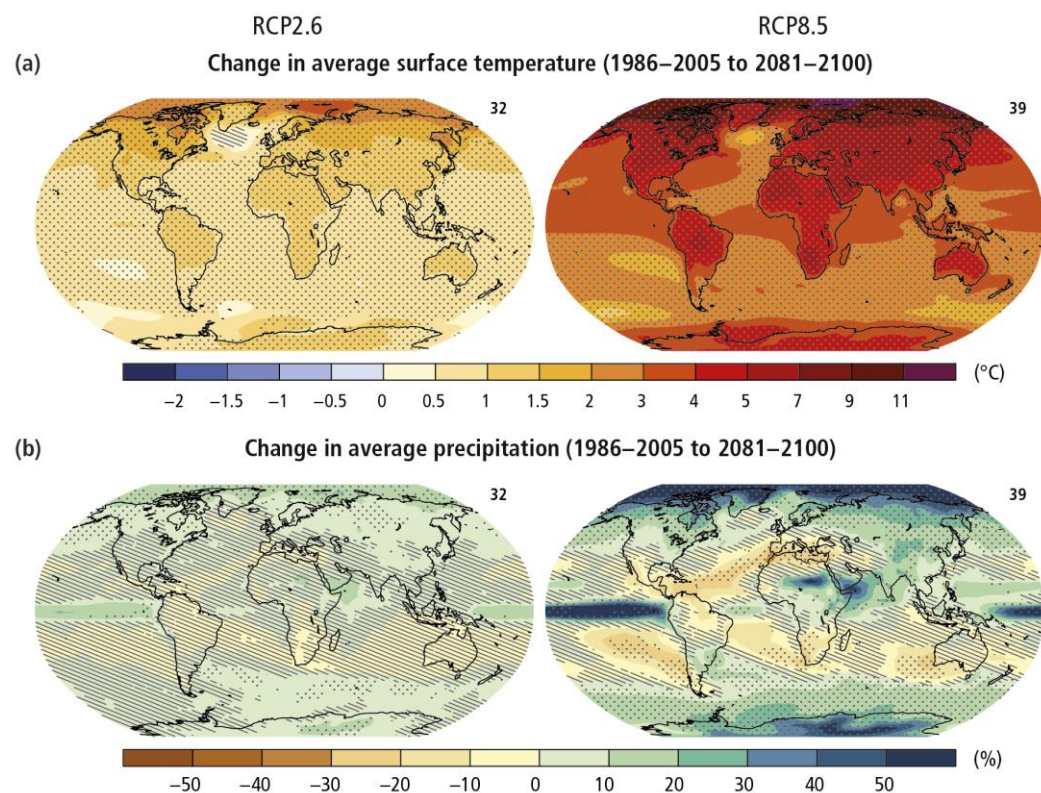 RCP2.6 RCP8.5
(a) Change in average surface temperature (1986–2005 to 2081–2100)
32 39
−2 −1.5 −1 −0.5 0 0.5 1 1.5 2 3 4 5 7 9 11 (°C)
(b) Change in average precipitation (1986–2005 to 2081–2100)
32 39
−50 −40 −30 −20 −10 0 10 20 30 40 50 (%)